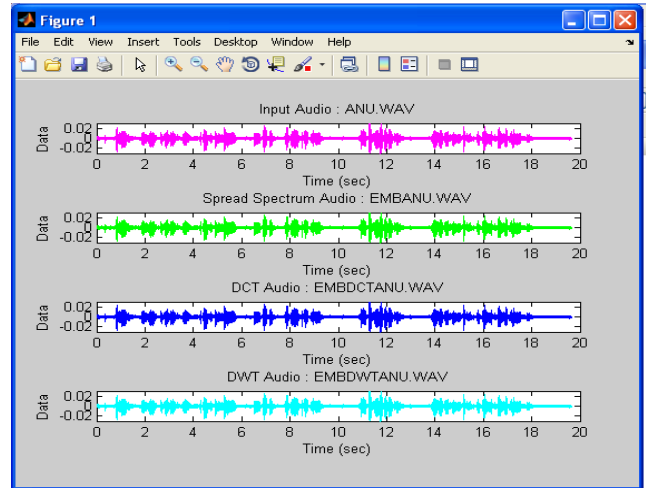 Figure 1
File Edit View Insert Tools Desktop Window Help
Input Audio : ANU.WAV
Data
0.02
0
-0.02
0 2 4 6 8 10 12 14 16 18 20
Time (sec)
Spread Spectrum Audio : EMBANU.WAV
Data
0.02
0
-0.02
0 2 4 6 8 10 12 14 16 18 20
Time (sec)
DCT Audio : EMBDCTANU.WAV
Data
0.02
0
-0.02
0 2 4 6 8 10 12 14 16 18 20
Time (sec)
DWT Audio : EMBDWTANU.WAV
Data
0.02
0
-0.02
0 2 4 6 8 10 12 14 16 18 20
Time (sec)